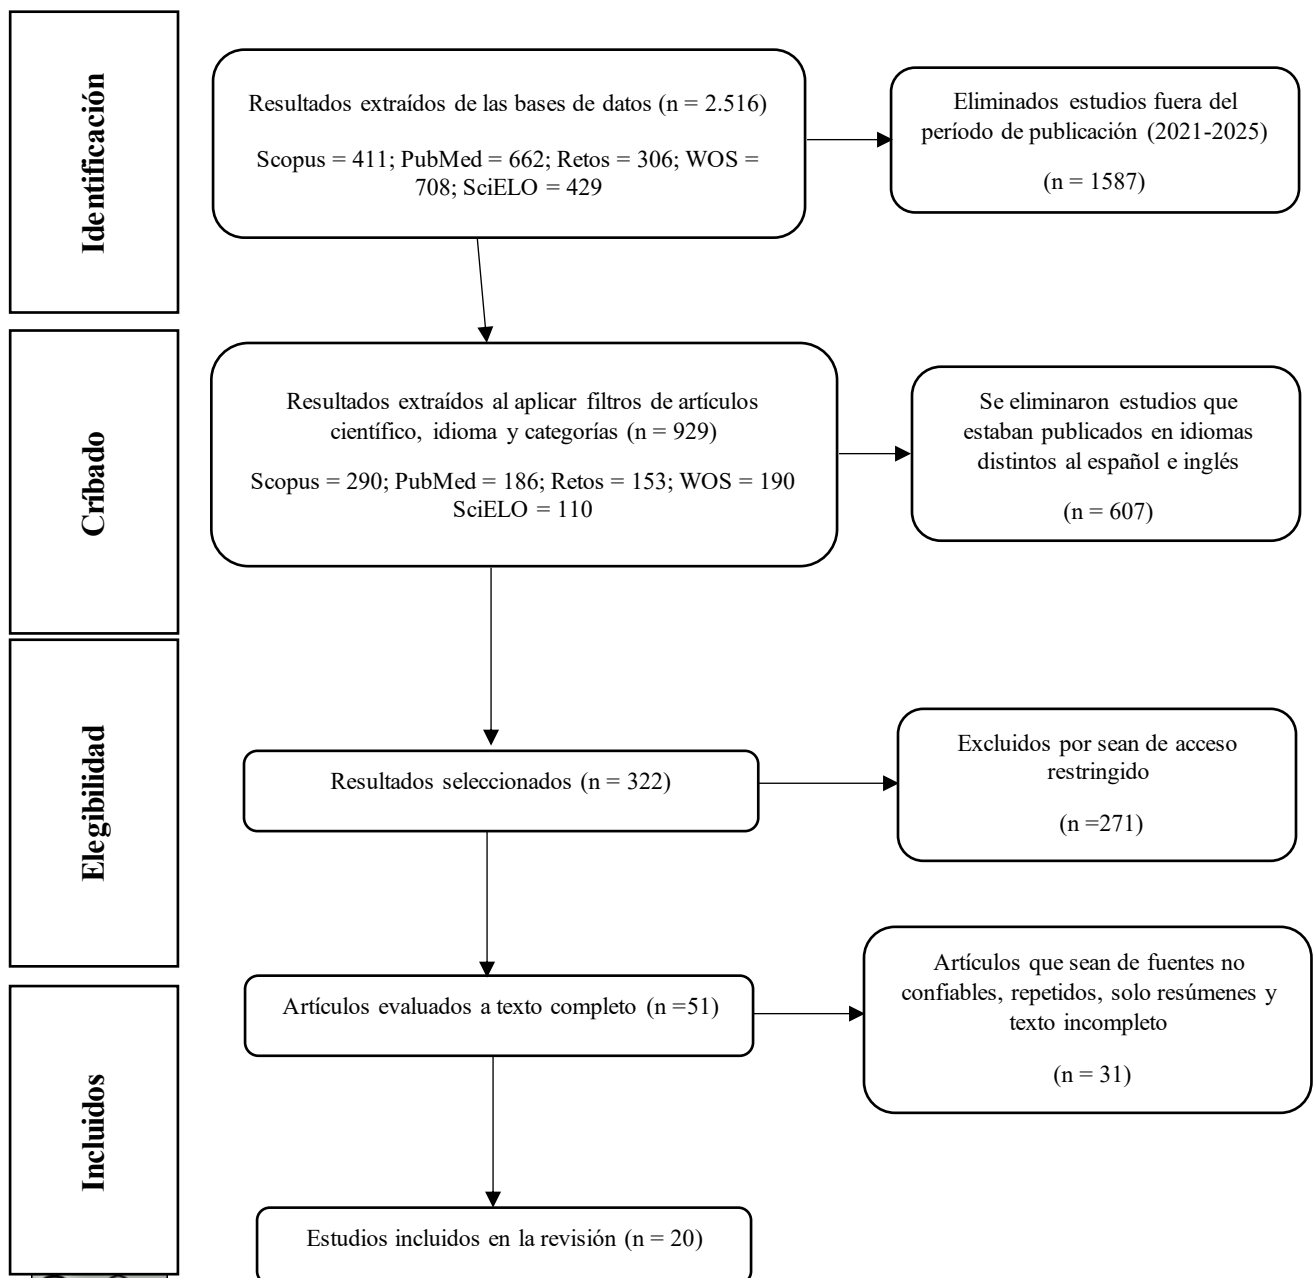 Identificación
Resultados extraídos de las bases de datos (n = 2.516)
Scopus = 411; PubMed = 662; Retos = 306; WOS =
708; SciELO = 429
Eliminados estudios fuera del
período de publicación (2021-2025)
(n = 1587)
Cribado
Resultados extraídos al aplicar filtros de artículos
científico, idioma y categorías (n = 929)
Scopus = 290; PubMed = 186; Retos = 153; WOS = 190
SciELO = 110
Se eliminaron estudios que
estaban publicados en idiomas
distintos al español e inglés
(n = 607)
Elegibilidad
Resultados seleccionados (n = 322)
Excluidos por sean de acceso
restringido
(n =271)
Artículos evaluados a texto completo (n =51)
Artículos que sean de fuentes no
confiables, repetidos, solo resúmenes y
texto incompleto
(n = 31)
Incluidos
Estudios incluidos en la revisión (n = 20)